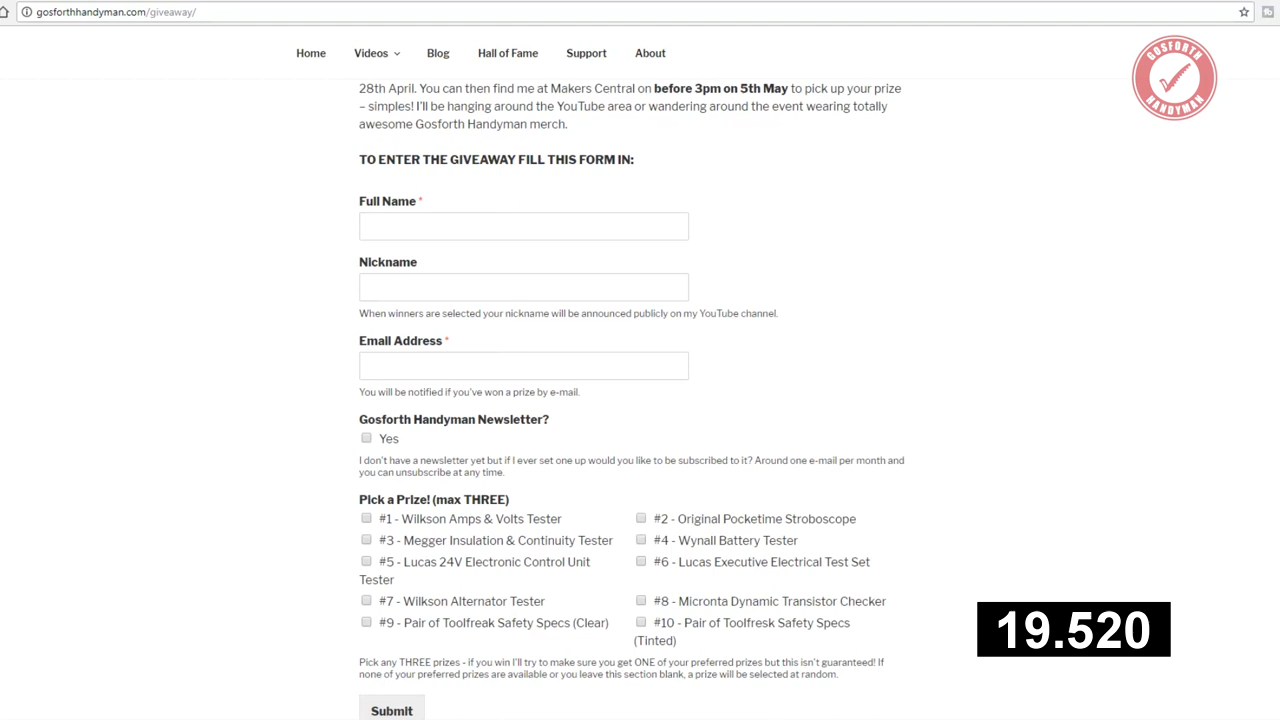 gosforthhandyman.com/giveaway/
Home Videos Blog Hall of Fame Support About
GOSFORTH HANDYMAN
28th April. You can then find me at Makers Central on before 3pm on 5th May to pick up your prize
– simples! I'll be hanging around the YouTube area or wandering around the event wearing totally
awesome Gosforth Handyman merch.
TO ENTER THE GIVEAWAY FILL THIS FORM IN:
Full Name *
Nickname
When winners are selected your nickname will be announced publicly on my YouTube channel.
Email Address *
You will be notified if you've won a prize by e-mail.
Gosforth Handyman Newsletter?
Yes
I don't have a newsletter yet but if I ever set one up would you like to be subscribed to it? Around one e-mail per month and
you can unsubscribe at any time.
Pick a Prize! (max THREE)
#1 - Wilkson Amps & Volts Tester
#2 - Original Pocketime Stroboscope
#3 - Megger Insulation & Continuity Tester
#4 - Wynall Battery Tester
#5 - Lucas 24V Electronic Control Unit
Tester
#6 - Lucas Executive Electrical Test Set
#7 - Wilkson Alternator Tester
#8 - Micronta Dynamic Transistor Checker
#9 - Pair of Toolfreak Safety Specs (Clear)
#10 - Pair of Toolfresk Safety Specs
(Tinted)
Pick any THREE prizes - if you win I'll try to make sure you get ONE of your preferred prizes but this isn't guaranteed! If
none of your preferred prizes are available or you leave this section blank, a prize will be selected at random.
Submit
19.520